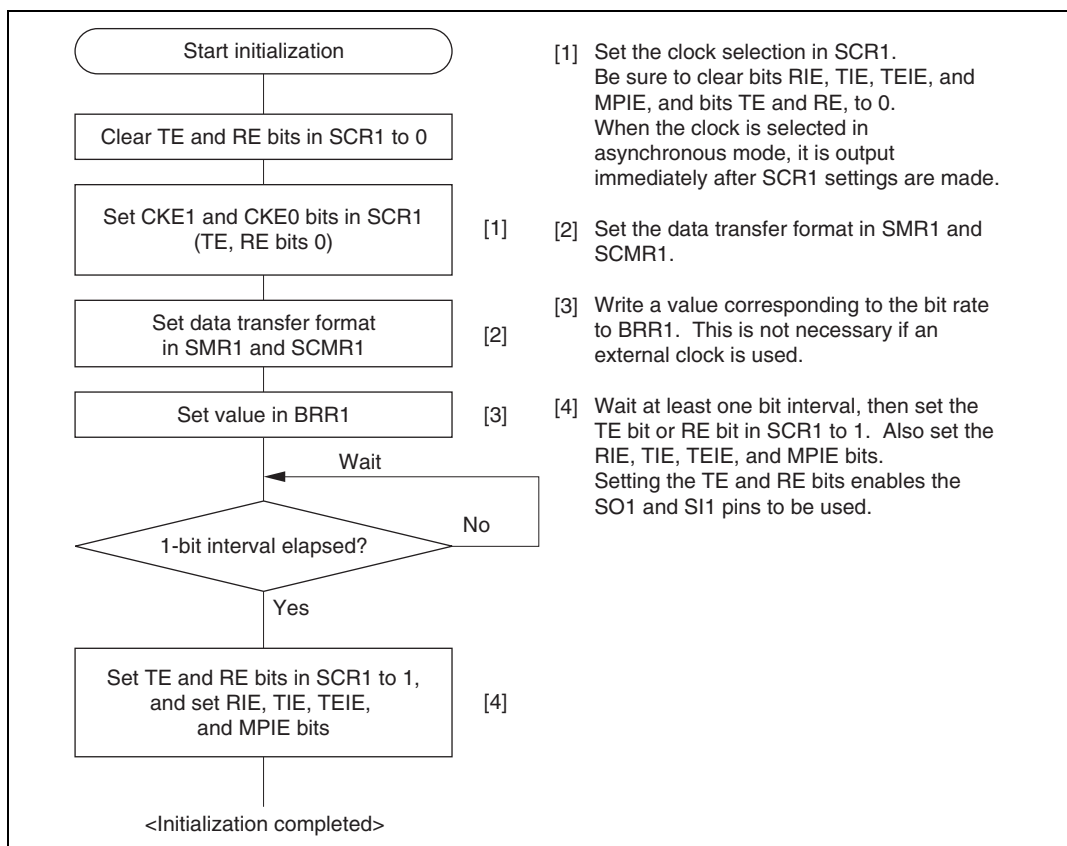 Start initialization
Clear TE and RE bits in SCR1 to 0
Set CKE1 and CKE0 bits in SCR1
(TE, RE bits 0)
[1]
Set data transfer format
in SMR1 and SCMR1
[2]
Set value in BRR1
[3]
Wait
No
1-bit interval elapsed?
Yes
Set TE and RE bits in SCR1 to 1,
and set RIE, TIE, TEIE,
and MPIE bits
[4]
<Initialization completed>
[1] Set the clock selection in SCR1.
Be sure to clear bits RIE, TIE, TEIE, and
MPIE, and bits TE and RE, to 0.
When the clock is selected in
asynchronous mode, it is output
immediately after SCR1 settings are made.
[2] Set the data transfer format in SMR1 and
SCMR1.
[3] Write a value corresponding to the bit rate
to BRR1. This is not necessary if an
external clock is used.
[4] Wait at least one bit interval, then set the
TE bit or RE bit in SCR1 to 1. Also set the
RIE, TIE, TEIE, and MPIE bits.
Setting the TE and RE bits enables the
SO1 and SI1 pins to be used.